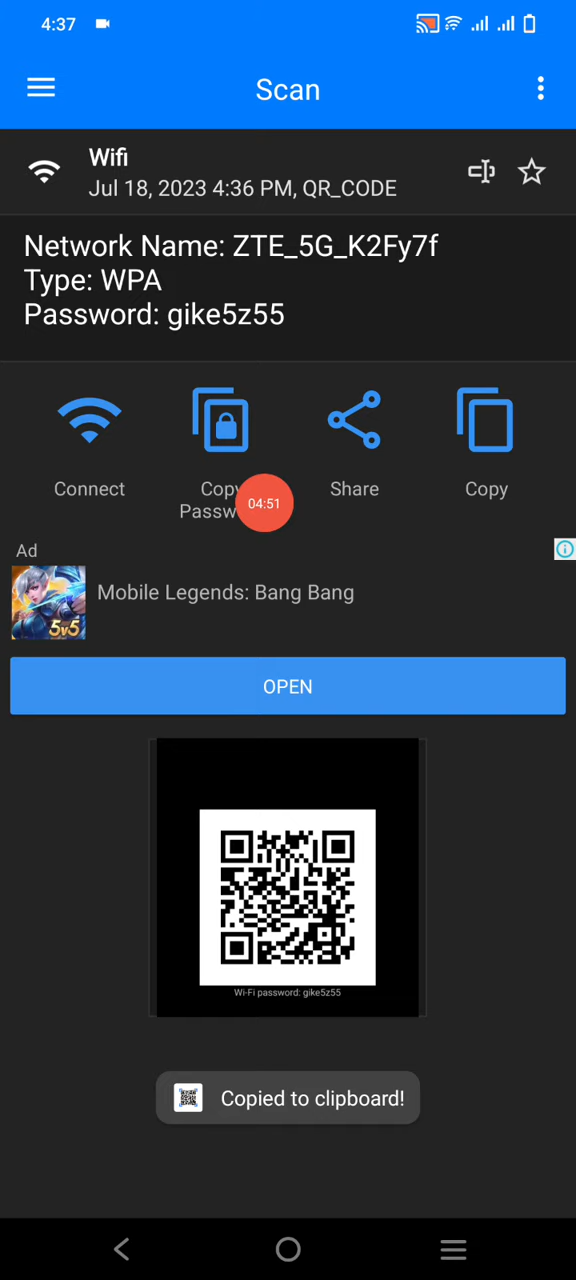 4:37
Scan
Wifi
Jul 18, 2023 4:36 PM, QR_CODE
Network Name: ZTE_5G_K2Fy7f
Type: WPA
Password: gike5z55
Connect
Copy
Passw
04:51
Share
Copy
Ad
Mobile Legends: Bang Bang
5v5
OPEN
Wi-Fi password: gike5z55
Copied to clipboard!